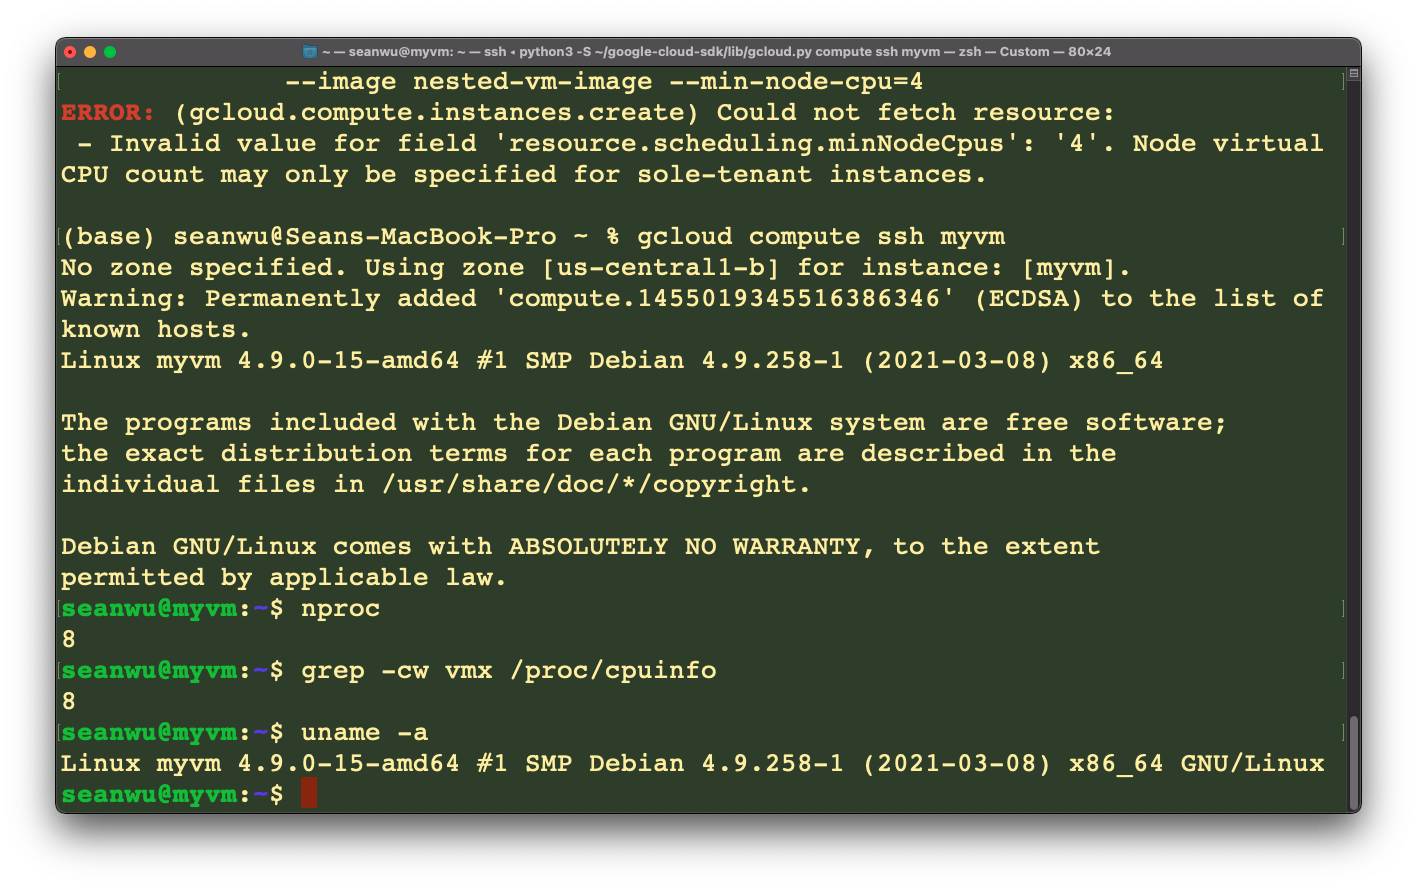 ~ — seanwu@myvm: ~ — ssh ◂ python3 -S ~/google-cloud-sdk/lib/gcloud.py compute ssh myvm — zsh — Custom — 80×24
--image nested-vm-image --min-node-cpu=4
ERROR: (gcloud.compute.instances.create) Could not fetch resource:
 - Invalid value for field 'resource.scheduling.minNodeCpus': '4'. Node virtual
CPU count may only be specified for sole-tenant instances.
(base) seanwu@Seans-MacBook-Pro ~ % gcloud compute ssh myvm
No zone specified. Using zone [us-central1-b] for instance: [myvm].
Warning: Permanently added 'compute.1455019345516386346' (ECDSA) to the list of
known hosts.
Linux myvm 4.9.0-15-amd64 #1 SMP Debian 4.9.258-1 (2021-03-08) x86_64
The programs included with the Debian GNU/Linux system are free software;
the exact distribution terms for each program are described in the
individual files in /usr/share/doc/*/copyright.
Debian GNU/Linux comes with ABSOLUTELY NO WARRANTY, to the extent
permitted by applicable law.
seanwu@myvm:~$ nproc
8
seanwu@myvm:~$ grep -cw vmx /proc/cpuinfo
8
seanwu@myvm:~$ uname -a
Linux myvm 4.9.0-15-amd64 #1 SMP Debian 4.9.258-1 (2021-03-08) x86_64 GNU/Linux
seanwu@myvm:~$